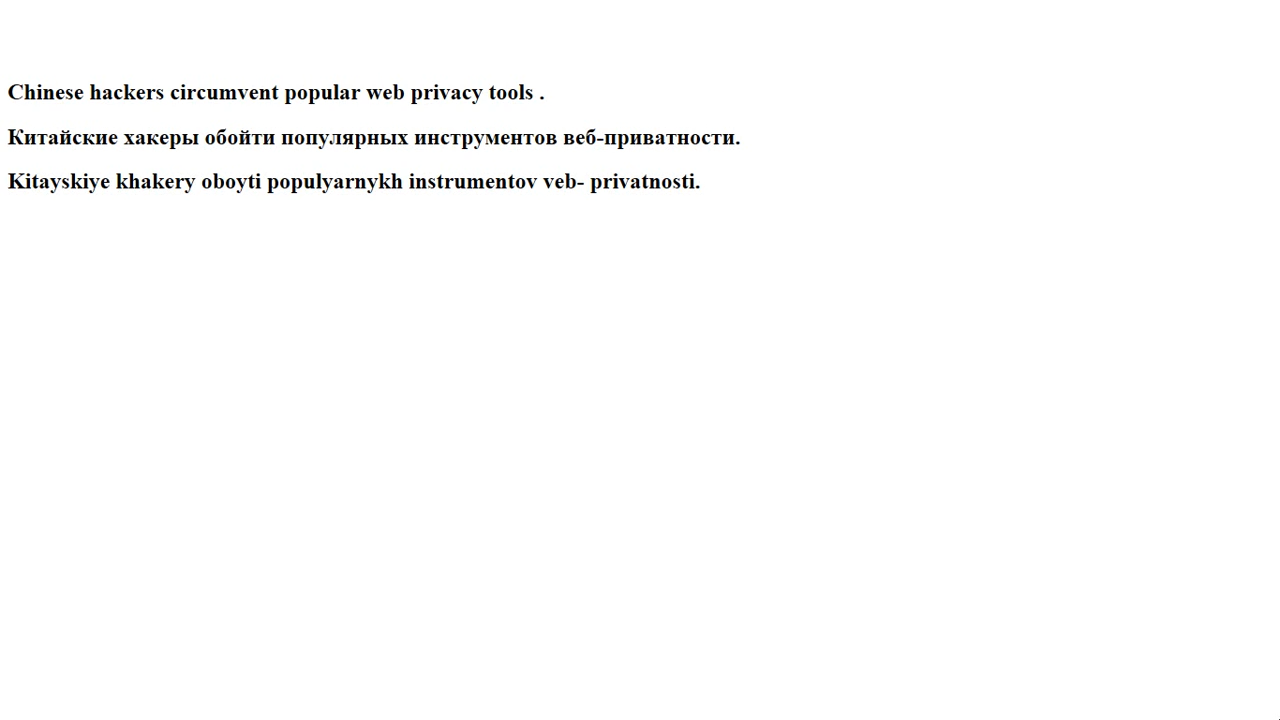 Chinese hackers circumvent popular web privacy tools .
Китайские хакеры обойти популярных инструментов веб-приватности.
Kitayskiye khakery oboyti populyarnykh instrumentov veb- privatnosti.